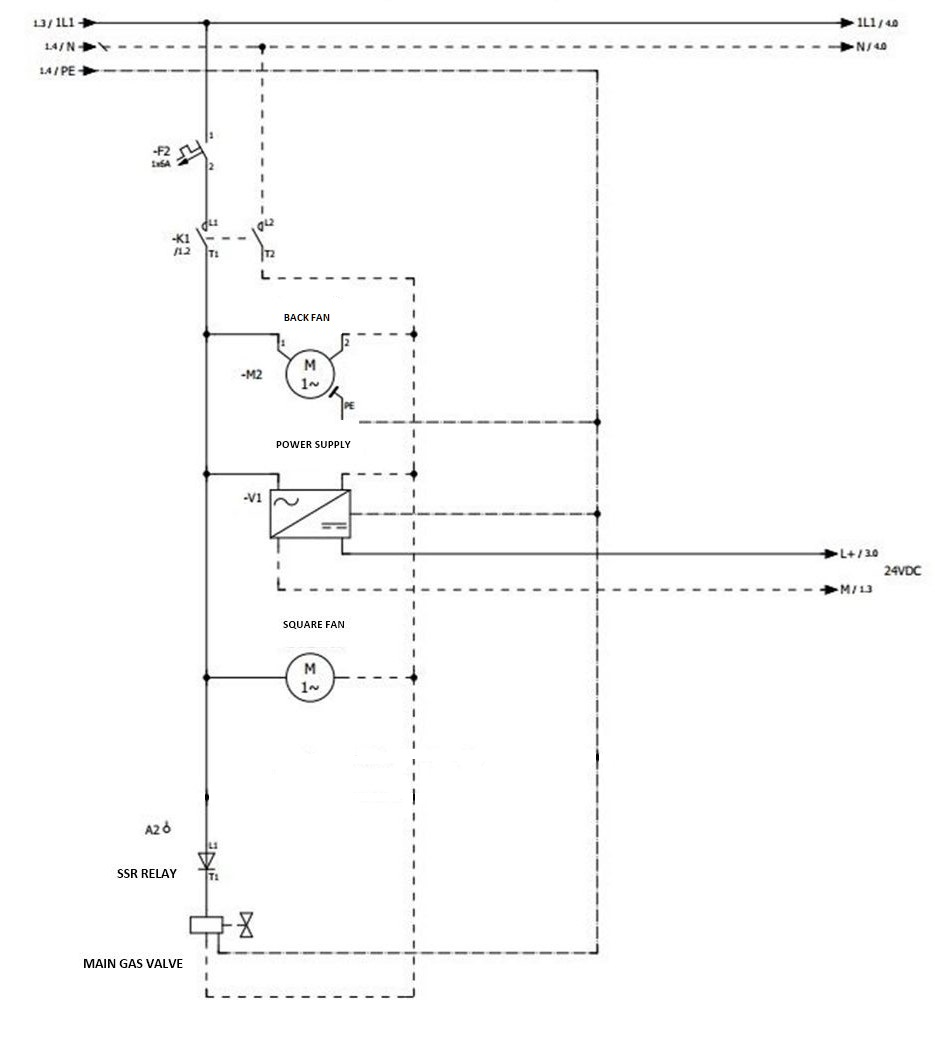 1.3 / 1L1
1L1 / 4.0
1.4 / N
N / 4.0
1.4 / PE
1
-F2
1x6A
2
L1
L2
-K1
/1.2
T1
T2
BACK FAN
1
2
M
1~
-M2
PE
POWER SUPPLY
-V1
L+ / 3.0
24VDC
M / 1.3
SQUARE FAN
M
1~
A2
L1
SSR RELAY
T1
MAIN GAS VALVE